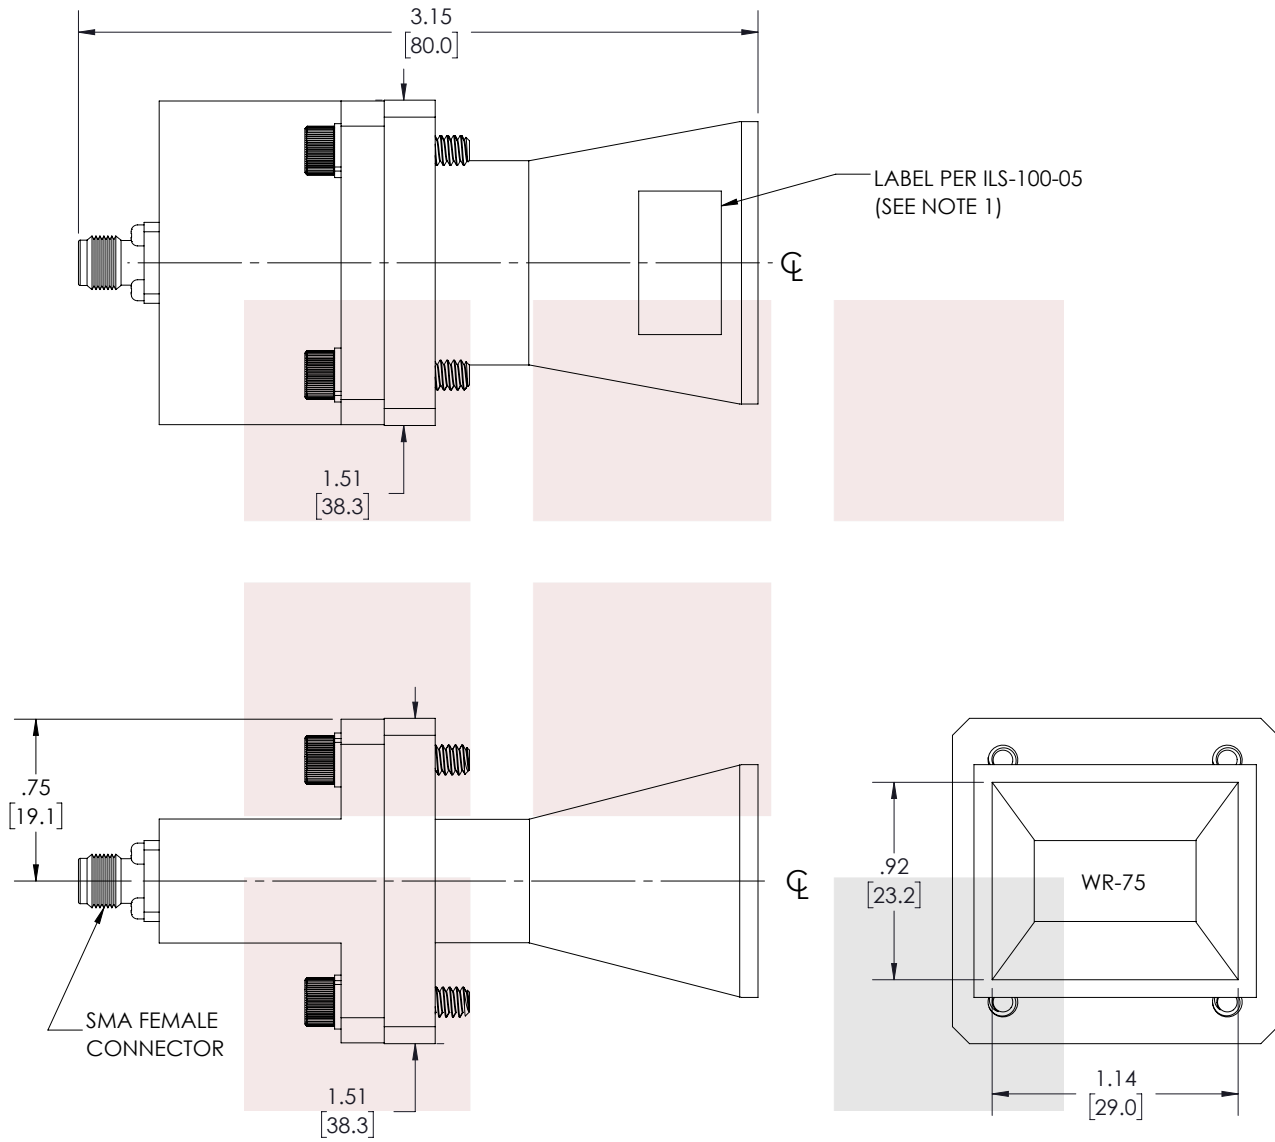 3.15
[80.0]
LABEL PER ILS-100-05
(SEE NOTE 1)
℄
1.51
[38.3]
.75
[19.1]
℄
.92
[23.2]
WR-75
SMA FEMALE
CONNECTOR
1.51
[38.3]
1.14
[29.0]